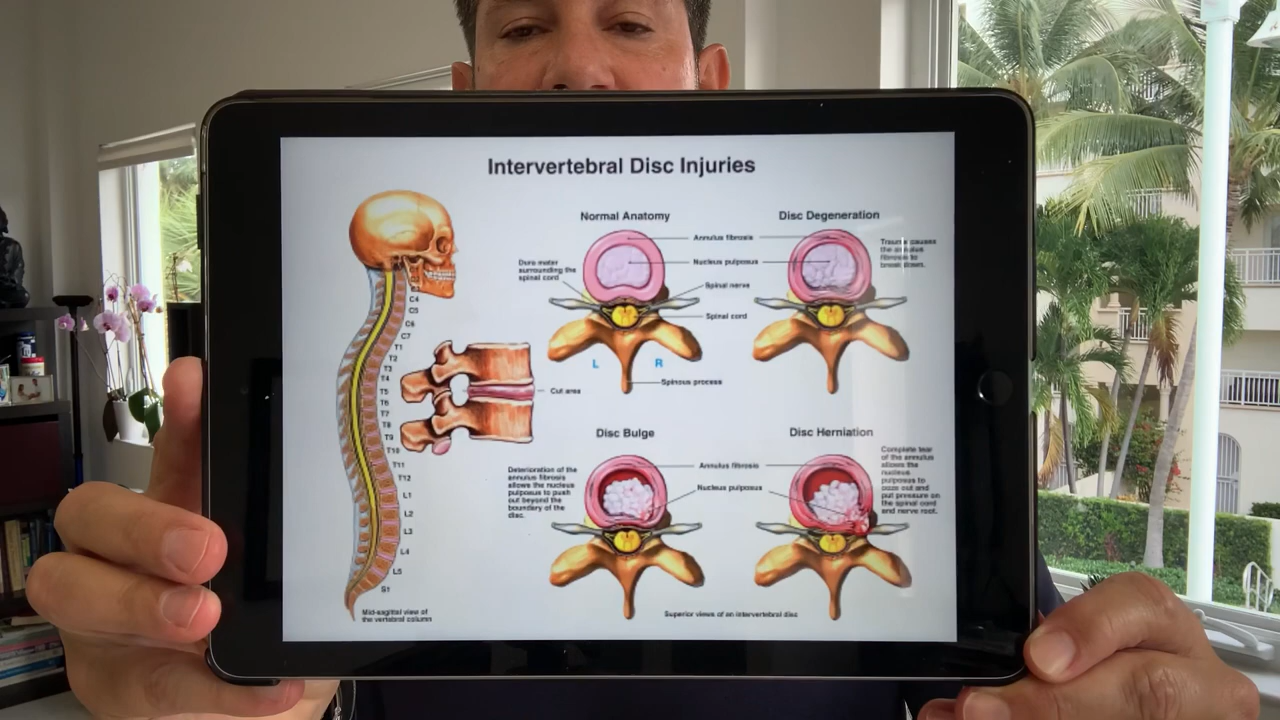 Intervertebral Disc Injuries
Normal Anatomy
Disc Degeneration
Annulus fibrosis
Nucleus pulposus
Dura mater
surrounding the
spinal cord
Spinal nerve
Spinal cord
L
R
Spinous process
Trauma causes
the annulus
fibrosis to
break down.
C4
C5
C6
C7
T1
T2
T3
T4
T5
T6
T7
T8
T9
T10
T11
T12
L1
L2
L3
L4
L5
S1
Cut area
Mid-sagittal view of
the vertebral column
Disc Bulge
Disc Herniation
Deterioration of the
annulus fibrosis
allows the nucleus
pulposus to push
out beyond the
boundary of the
disc.
Annulus fibrosis
Nucleus pulposus
Complete tear
of the annulus
allows the
nucleus
pulposus to
ooze out and
put pressure on
the spinal cord
and nerve root.
Superior views of an intervertebral disc